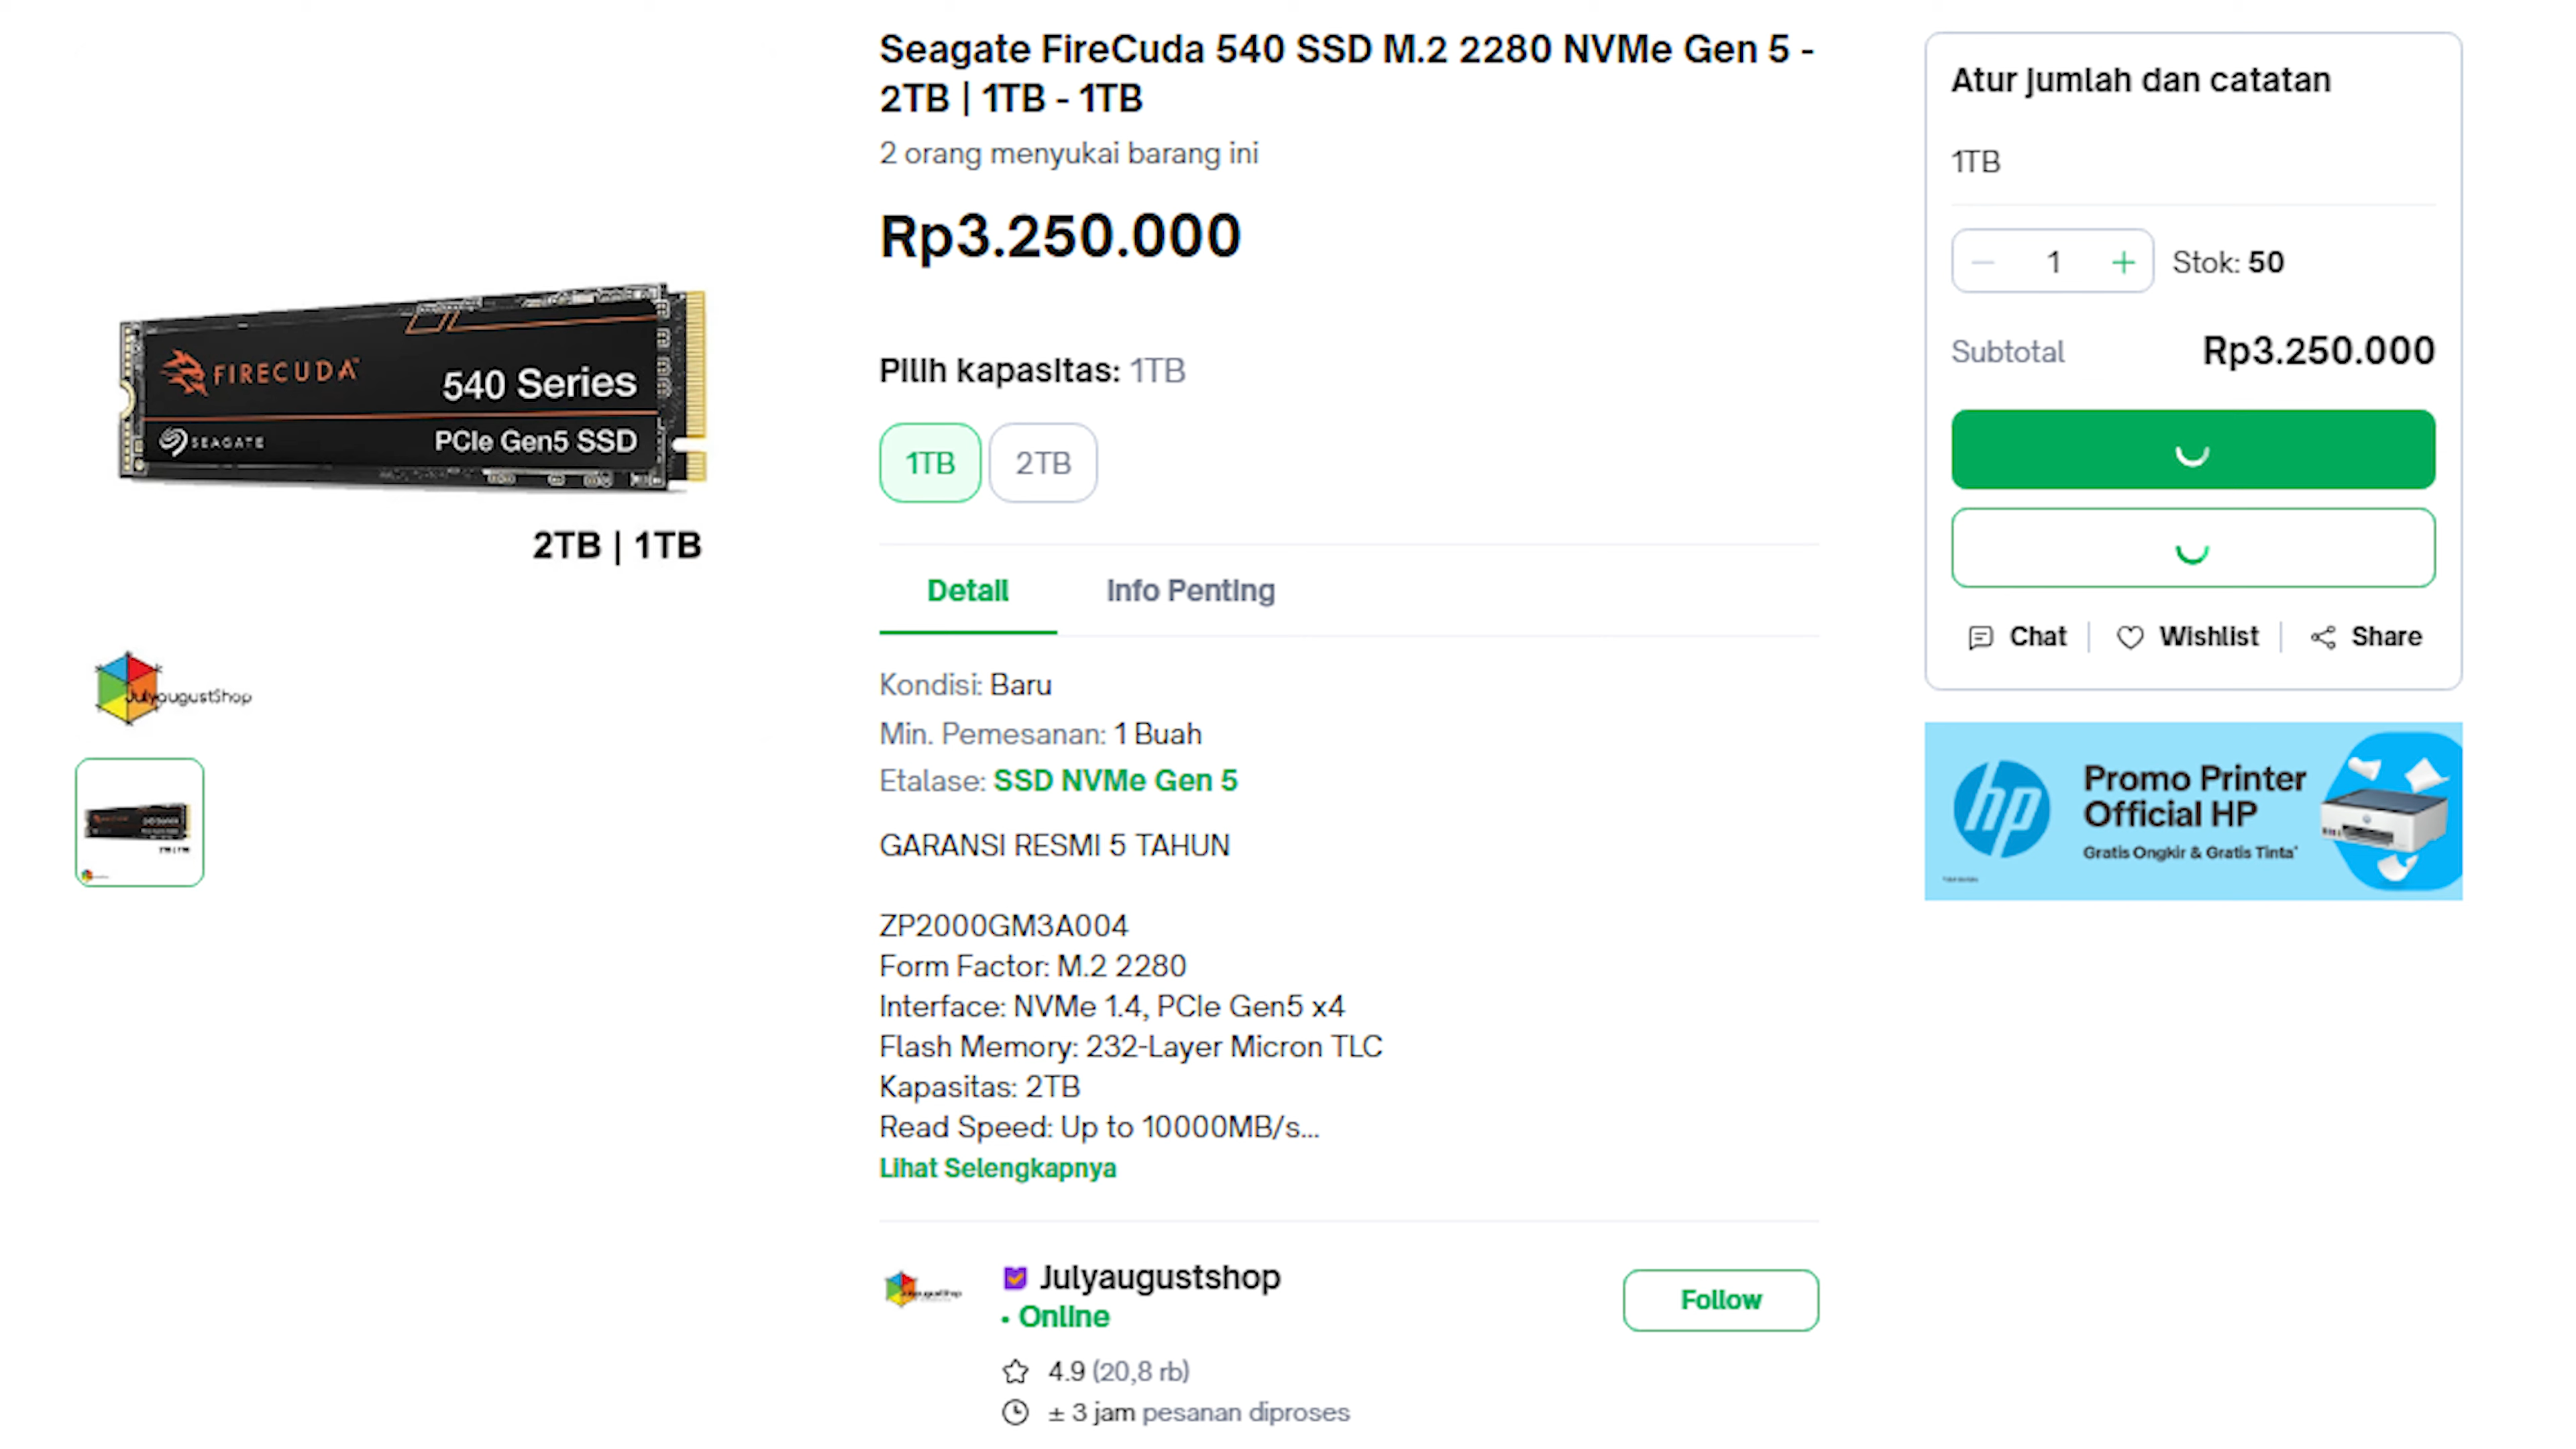 FIRECUDA
540 Series
SEAGATE
PCIe Gen5 SSD
2TB | 1TB
JulyaugustShop
Seagate FireCuda 540 SSD M.2 2280 NVMe Gen 5 -
2TB | 1TB - 1TB
2 orang menyukai barang ini
Rp3.250.000
Pilih kapasitas: 1TB
1TB
2TB
Detail
Info Penting
Kondisi: Baru
Min. Pemesanan: 1 Buah
Etalase: SSD NVMe Gen 5
GARANSI RESMI 5 TAHUN
ZP2000GM3A004
Form Factor: M.2 2280
Interface: NVMe 1.4, PCIe Gen5 x4
Flash Memory: 232-Layer Micron TLC
Kapasitas: 2TB
Read Speed: Up to 10000MB/s...
Lihat Selengkapnya
Julyaugustshop
• Online
4.9 (20,8 rb)
± 3 jam pesanan diproses
Follow
Atur jumlah dan catatan
1TB
− 1 + Stok: 50
Subtotal Rp3.250.000
Chat
Wishlist
Share
hp
Promo Printer
Official HP
Gratis Ongkir & Gratis Tinta*